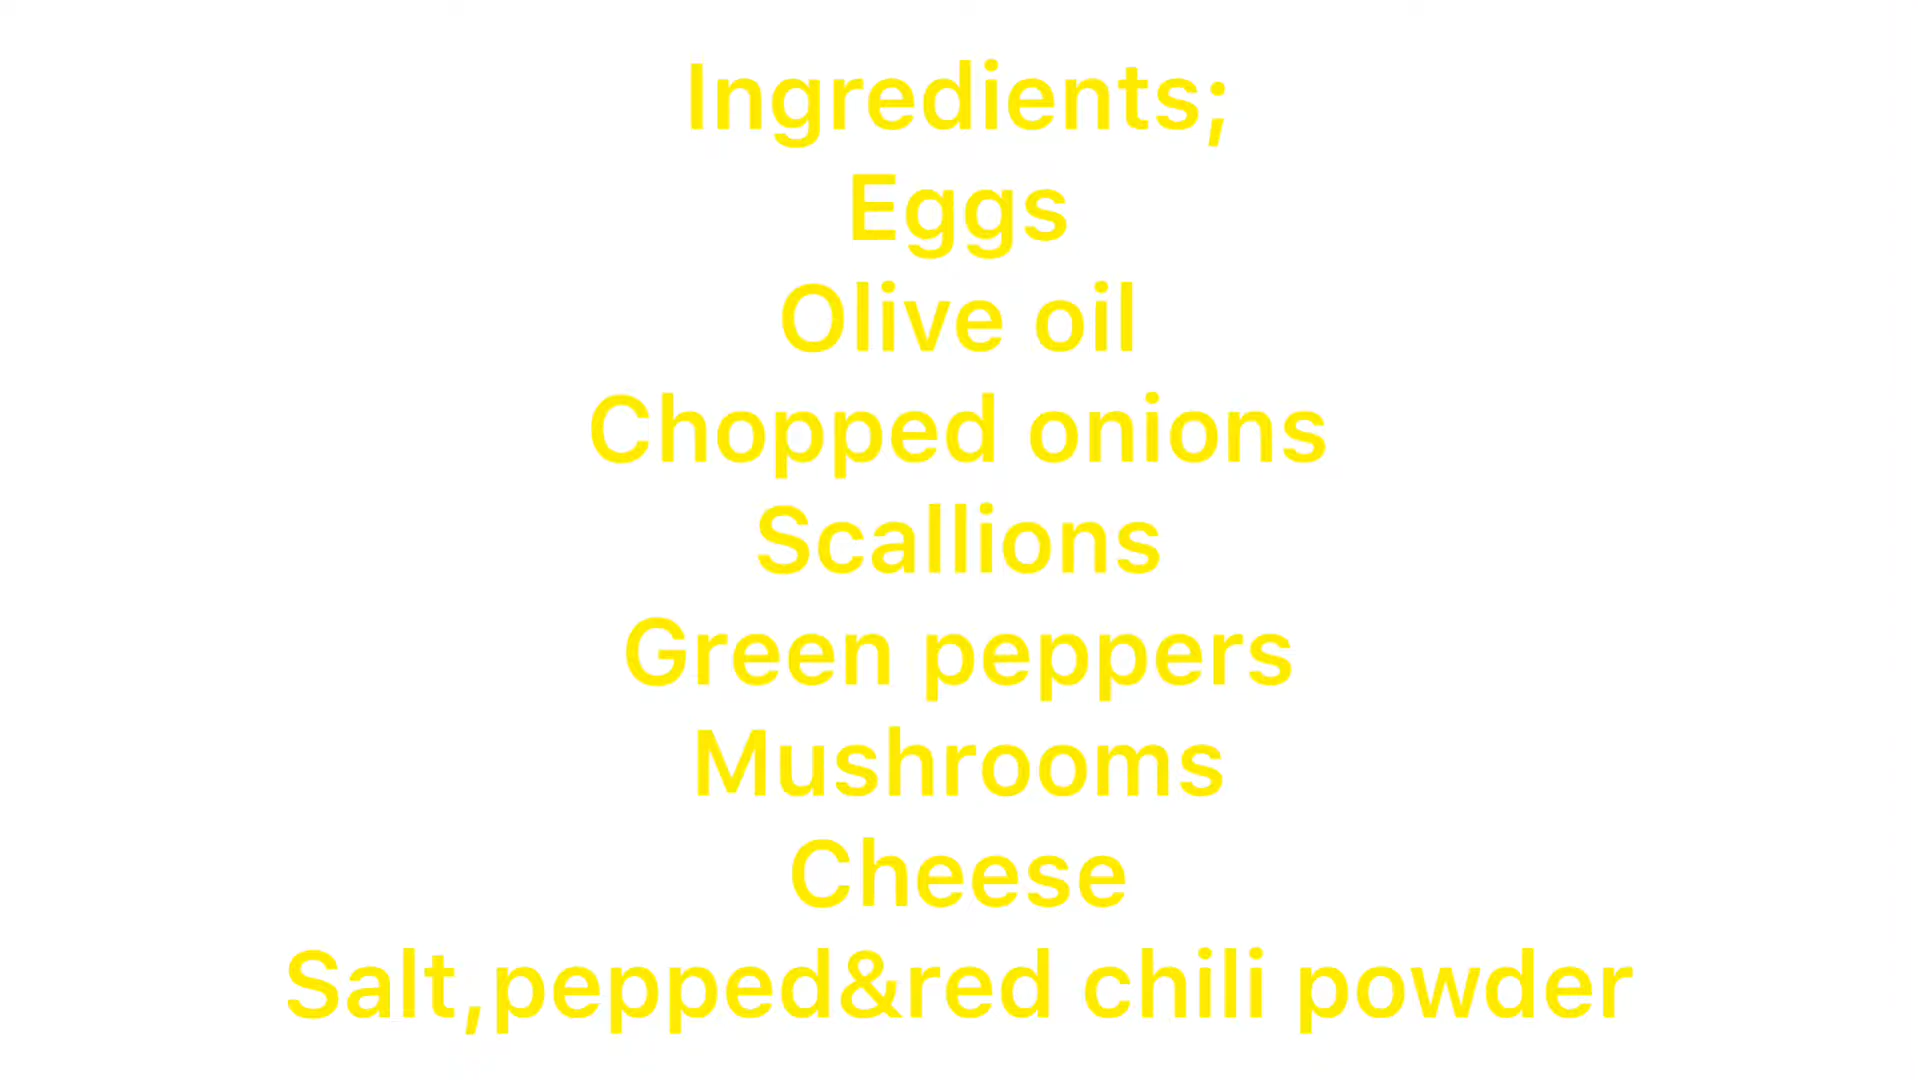 Ingredients;
Eggs
Olive oil
Chopped onions
Scallions
Green peppers
Mushrooms
Cheese
Salt,pepped&red chili powder